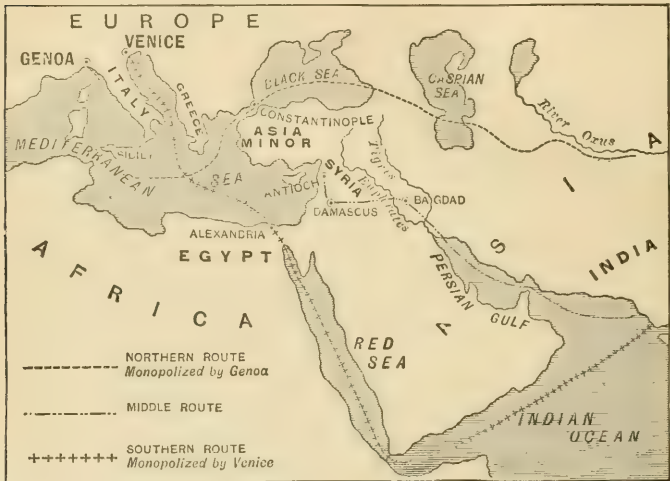 EUROPE
VENICE
GENOA
ITALY
GREECE
BLACK SEA
CASPIAN
SEA
River Oxus
CONSTANTINOPLE
ASIA
MINOR
MEDITERRANEAN
SEA
SICILY
ANTIOCH
SYRIA
Tigris
Euphrates
DAMASCUS
BAGDAD
ALEXANDRIA
EGYPT
AFRICA
ASIA
INDIA
PERSIAN
GULF
RED
SEA
INDIAN
OCEAN
NORTHERN ROUTE
Monopolized by Genoa
MIDDLE ROUTE
SOUTHERN ROUTE
Monopolized by Venice